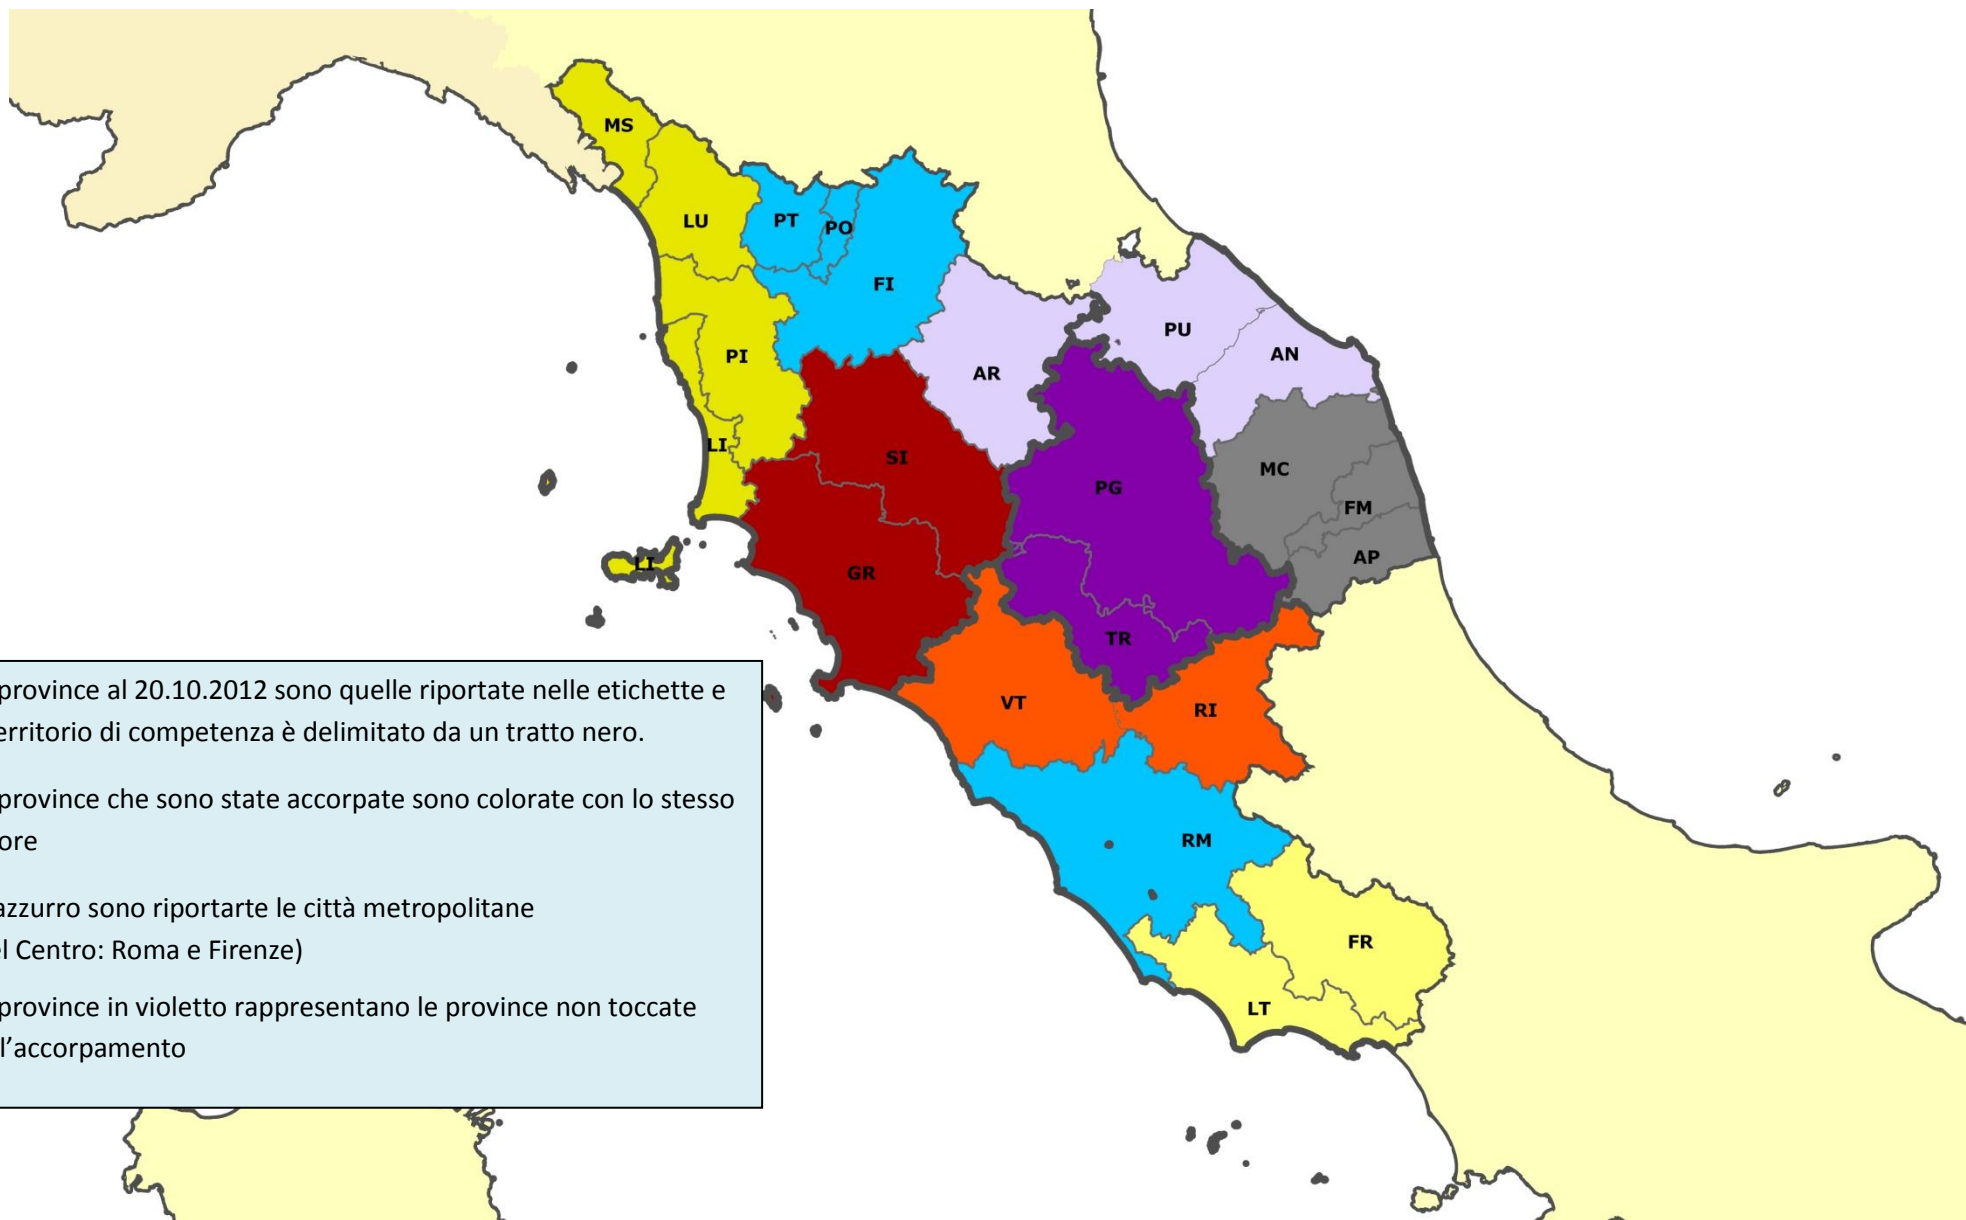 MS
LU
PT
PO
FI
PU
AN
PI
AR
LI
SI
MC
PG
FM
AP
LI
GR
TR
province al 20.10.2012 sono quelle riportate nelle etichette e
erritorio di competenza è delimitato da un tratto nero.
VT
RI
province che sono state accorpate sono colorate con lo stesso
ore
RM
azzurro sono riportarte le città metropolitane
el Centro: Roma e Firenze)
FR
province in violetto rappresentano le province non toccate
l’accorpamento
LT